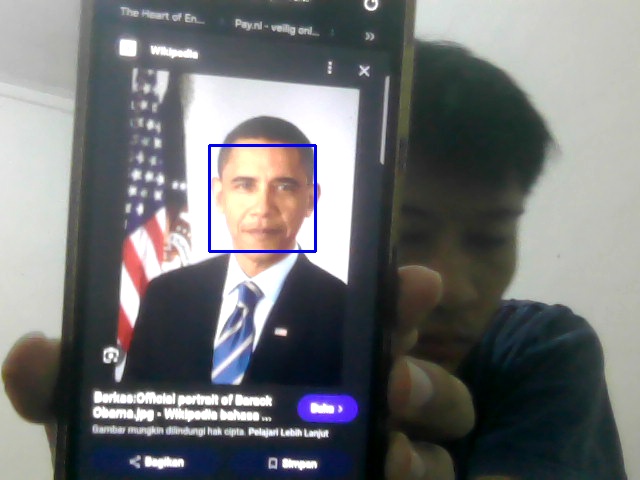 The Heart of En...
Pay.nl - veilig onl...
»
Wikipedia
Berkas:Official portrait of Barack
Obama.jpg - Wikipedia bahasa ...
Buka ›
Gambar mungkin dilindungi hak cipta. Pelajari Lebih Lanjut
Bagikan
Simpan